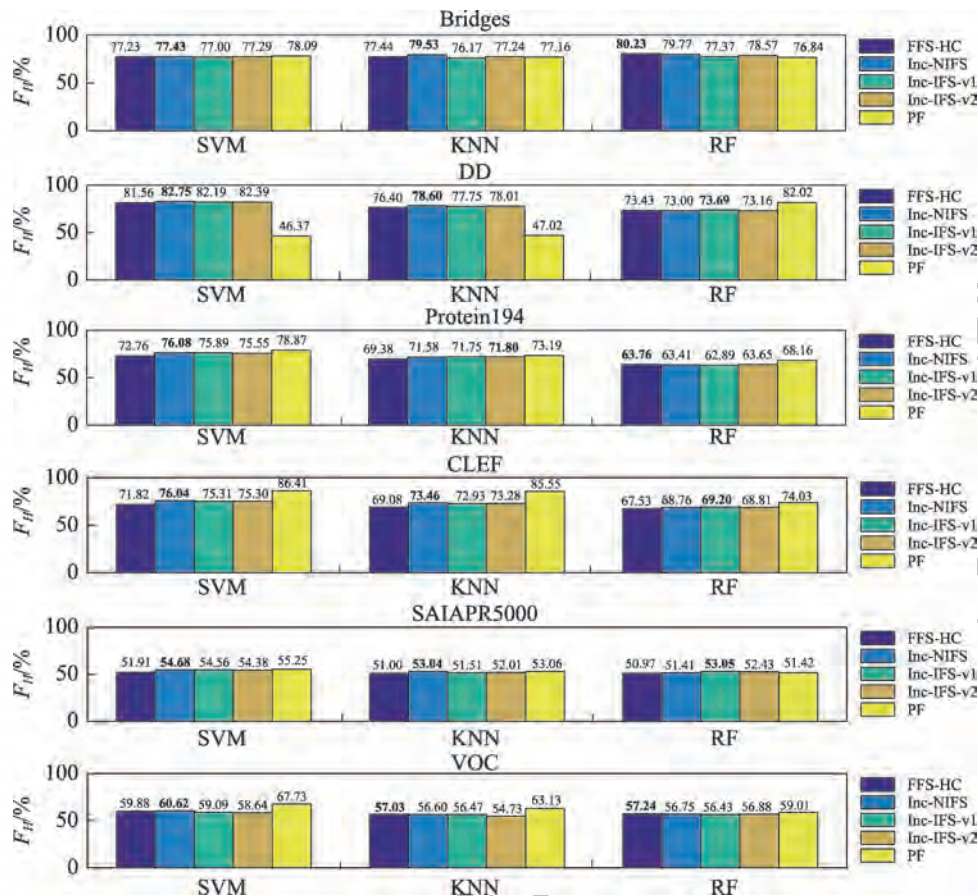 Bridges
F_H/%
100
50
0
77.23 77.43 77.00 77.29 78.09
77.44 79.53 76.17 77.24 77.16
80.23 79.77 77.37 78.57 76.84
SVM KNN RF
FFS-HC
Inc-NIFS
Inc-IFS-v1
Inc-IFS-v2
PF
DD
F_H/%
100
50
0
81.56 82.75 82.19 82.39 46.37
76.40 78.60 77.75 78.01 47.02
73.43 73.00 73.69 73.16 82.02
SVM KNN RF
FFS-HC
Inc-NIFS
Inc-IFS-v1
Inc-IFS-v2
PF
Protein194
F_H/%
100
50
0
72.76 76.08 75.89 75.55 78.87
69.38 71.58 71.75 71.80 73.19
63.76 63.41 62.89 63.65 68.16
SVM KNN RF
FFS-HC
Inc-NIFS
Inc-IFS-v1
Inc-IFS-v2
PF
CLEF
F_H/%
100
50
0
71.82 76.04 75.31 75.30 86.41
69.08 73.46 72.93 73.28 85.55
67.53 68.76 69.20 68.81 74.03
SVM KNN RF
FFS-HC
Inc-NIFS
Inc-IFS-v1
Inc-IFS-v2
PF
SAIAPR5000
F_H/%
100
50
0
51.91 54.68 54.56 54.38 55.25
51.00 53.04 51.51 52.01 53.06
50.97 51.41 53.05 52.43 51.42
SVM KNN RF
FFS-HC
Inc-NIFS
Inc-IFS-v1
Inc-IFS-v2
PF
VOC
F_H/%
100
50
0
59.88 60.62 59.09 58.64 67.73
57.03 56.60 56.47 54.73 63.13
57.24 56.75 56.43 56.88 59.01
SVM KNN RF
FFS-HC
Inc-NIFS
Inc-IFS-v1
Inc-IFS-v2
PF